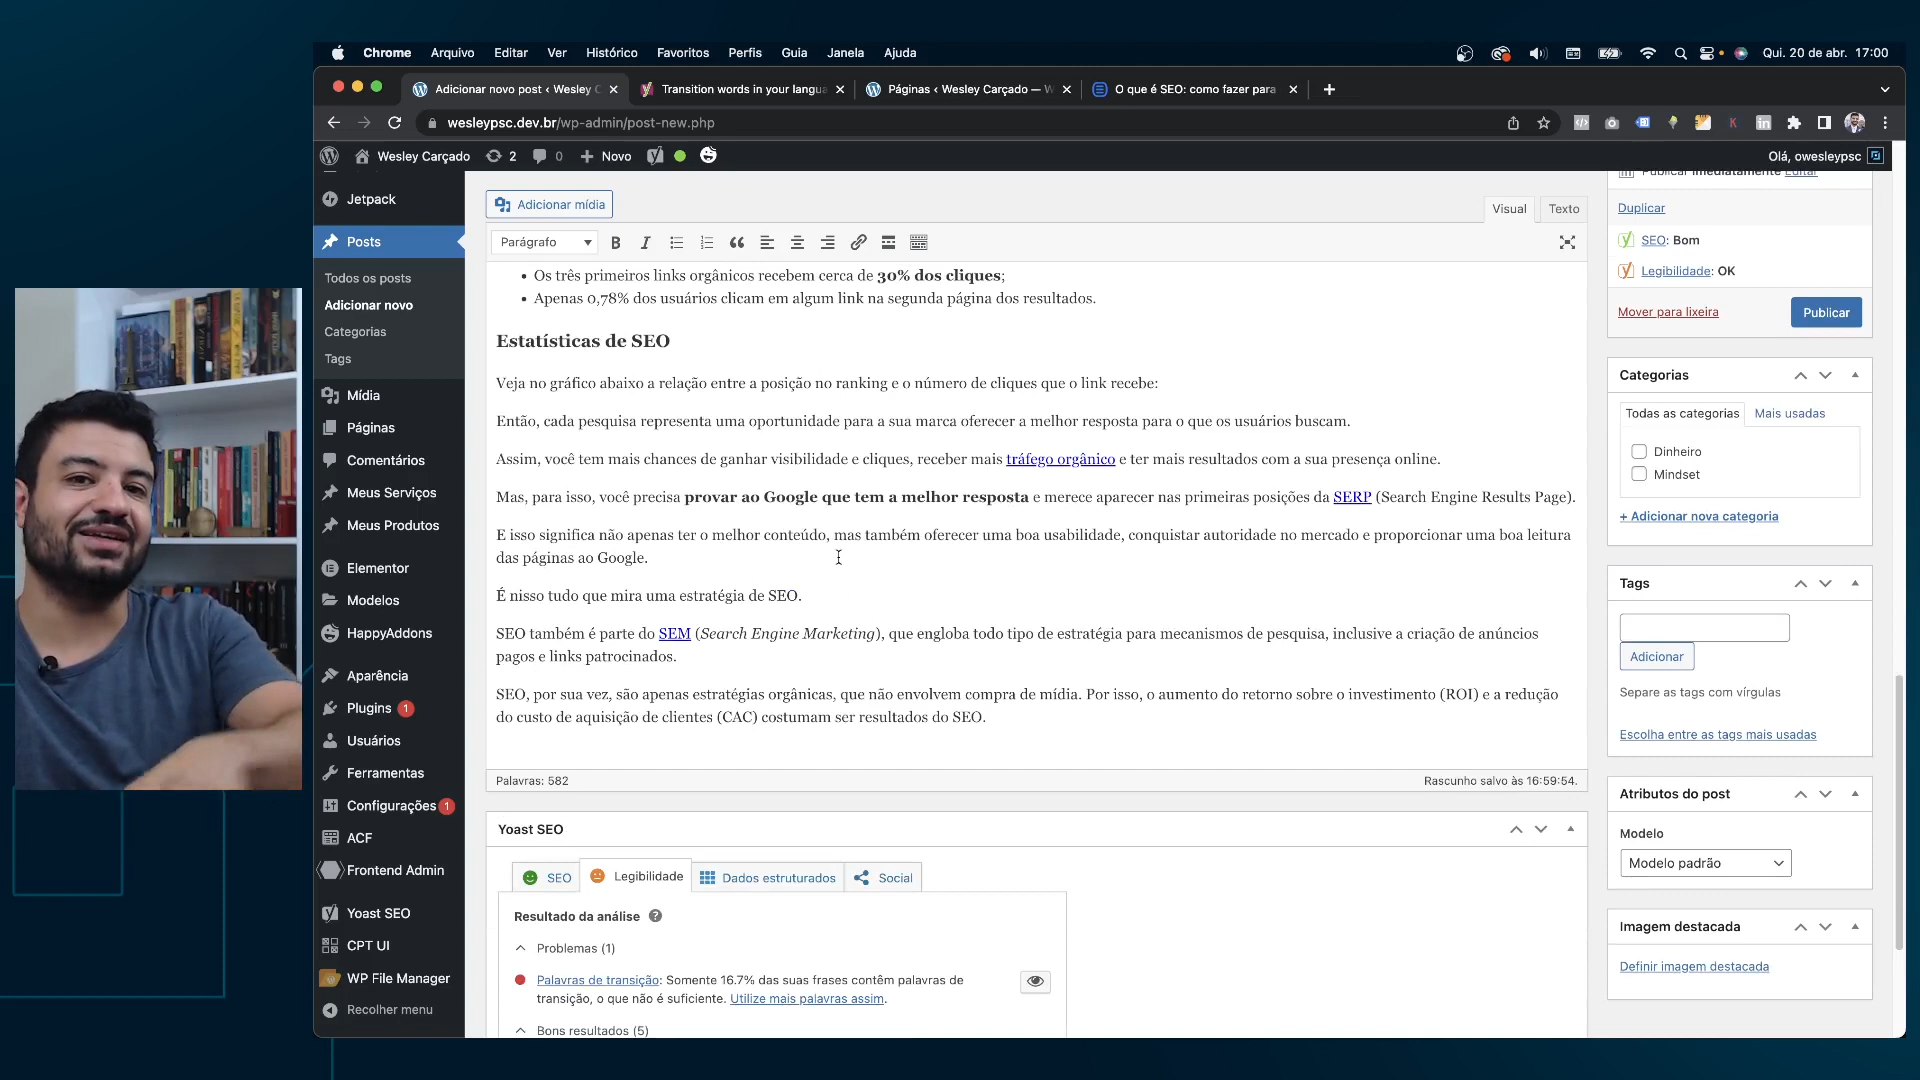 Chrome Arquivo Editar Ver Histórico Favoritos Perfis Guia Janela Ajuda
Qui. 20 de abr. 17:00
Adicionar novo post ‹ Wesley C
Transition words in your langua
Páginas ‹ Wesley Carçado — W
O que é SEO: como fazer para
wesleypsc.dev.br/wp-admin/post-new.php
Wesley Carçado 2 0 Novo
Olá, owesleypsc
Jetpack
Posts
Todos os posts
Adicionar novo
Categorias
Tags
Mídia
Páginas
Comentários
Meus Serviços
Meus Produtos
Elementor
Modelos
HappyAddons
Aparência
Plugins 1
Usuários
Ferramentas
Configurações 1
ACF
Frontend Admin
Yoast SEO
CPT UI
WP File Manager
Recolher menu
Adicionar mídia
Visual Texto
Parágrafo
• Os três primeiros links orgânicos recebem cerca de 30% dos cliques;
• Apenas 0,78% dos usuários clicam em algum link na segunda página dos resultados.
Estatísticas de SEO
Veja no gráfico abaixo a relação entre a posição no ranking e o número de cliques que o link recebe:
Então, cada pesquisa representa uma oportunidade para a sua marca oferecer a melhor resposta para o que os usuários buscam.
Assim, você tem mais chances de ganhar visibilidade e cliques, receber mais tráfego orgânico e ter mais resultados com a sua presença online.
Mas, para isso, você precisa provar ao Google que tem a melhor resposta e merece aparecer nas primeiras posições da SERP (Search Engine Results Page).
E isso significa não apenas ter o melhor conteúdo, mas também oferecer uma boa usabilidade, conquistar autoridade no mercado e proporcionar uma boa leitura
das páginas ao Google.
É nisso tudo que mira uma estratégia de SEO.
SEO também é parte do SEM (Search Engine Marketing), que engloba todo tipo de estratégia para mecanismos de pesquisa, inclusive a criação de anúncios
pagos e links patrocinados.
SEO, por sua vez, são apenas estratégias orgânicas, que não envolvem compra de mídia. Por isso, o aumento do retorno sobre o investimento (ROI) e a redução
do custo de aquisição de clientes (CAC) costumam ser resultados do SEO.
Palavras: 582
Rascunho salvo às 16:59:54.
Yoast SEO
SEO Legibilidade Dados estruturados Social
Resultado da análise
Problemas (1)
Palavras de transição: Somente 16.7% das suas frases contêm palavras de
transição, o que não é suficiente. Utilize mais palavras assim.
Bons resultados (5)
Publicar imediatamente Editar
Duplicar
SEO: Bom
Legibilidade: OK
Mover para lixeira
Publicar
Categorias
Todas as categorias Mais usadas
Dinheiro
Mindset
+ Adicionar nova categoria
Tags
Adicionar
Separe as tags com vírgulas
Escolha entre as tags mais usadas
Atributos do post
Modelo
Modelo padrão
Imagem destacada
Definir imagem destacada